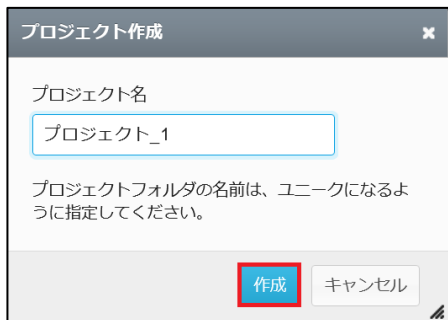 プロジェクト作成
プロジェクト名
プロジェクト_1
プロジェクトフォルダの名前は、ユニークになるよ
うに指定してください。
作成
キャンセル